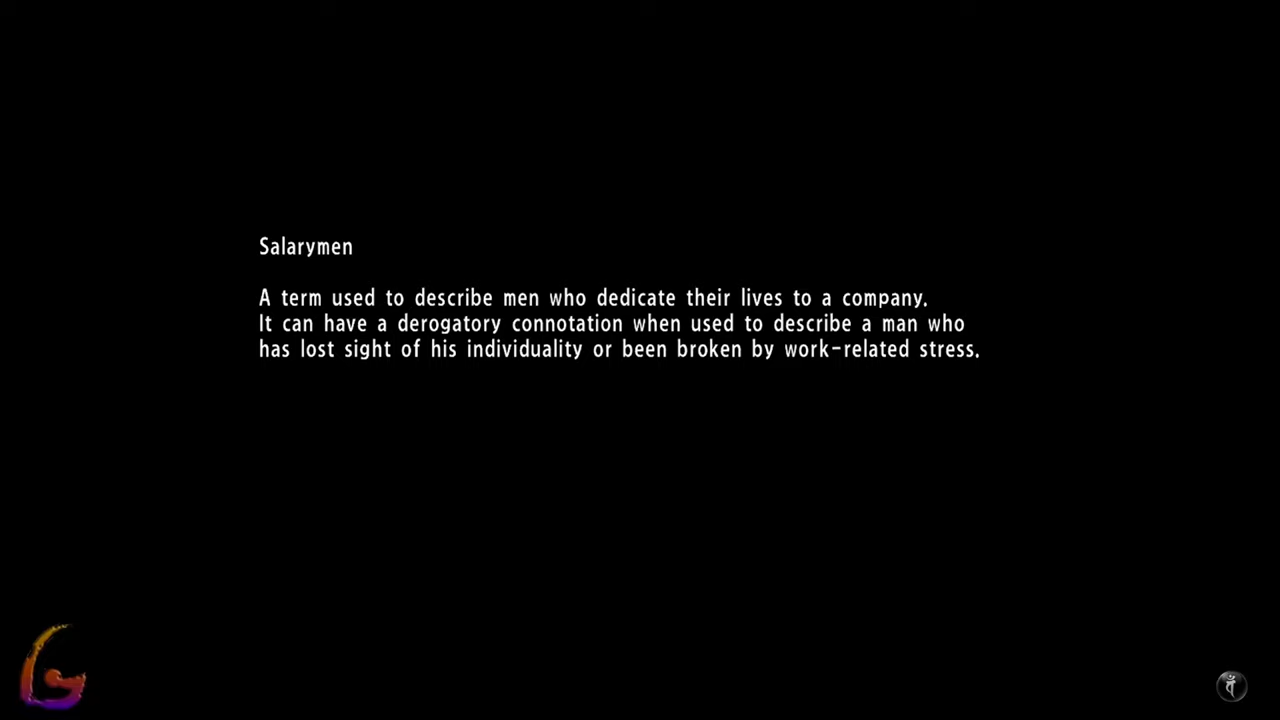 Salarymen
A term used to describe men who dedicate their lives to a company.
It can have a derogatory connotation when used to describe a man who
has lost sight of his individuality or been broken by work-related stress.